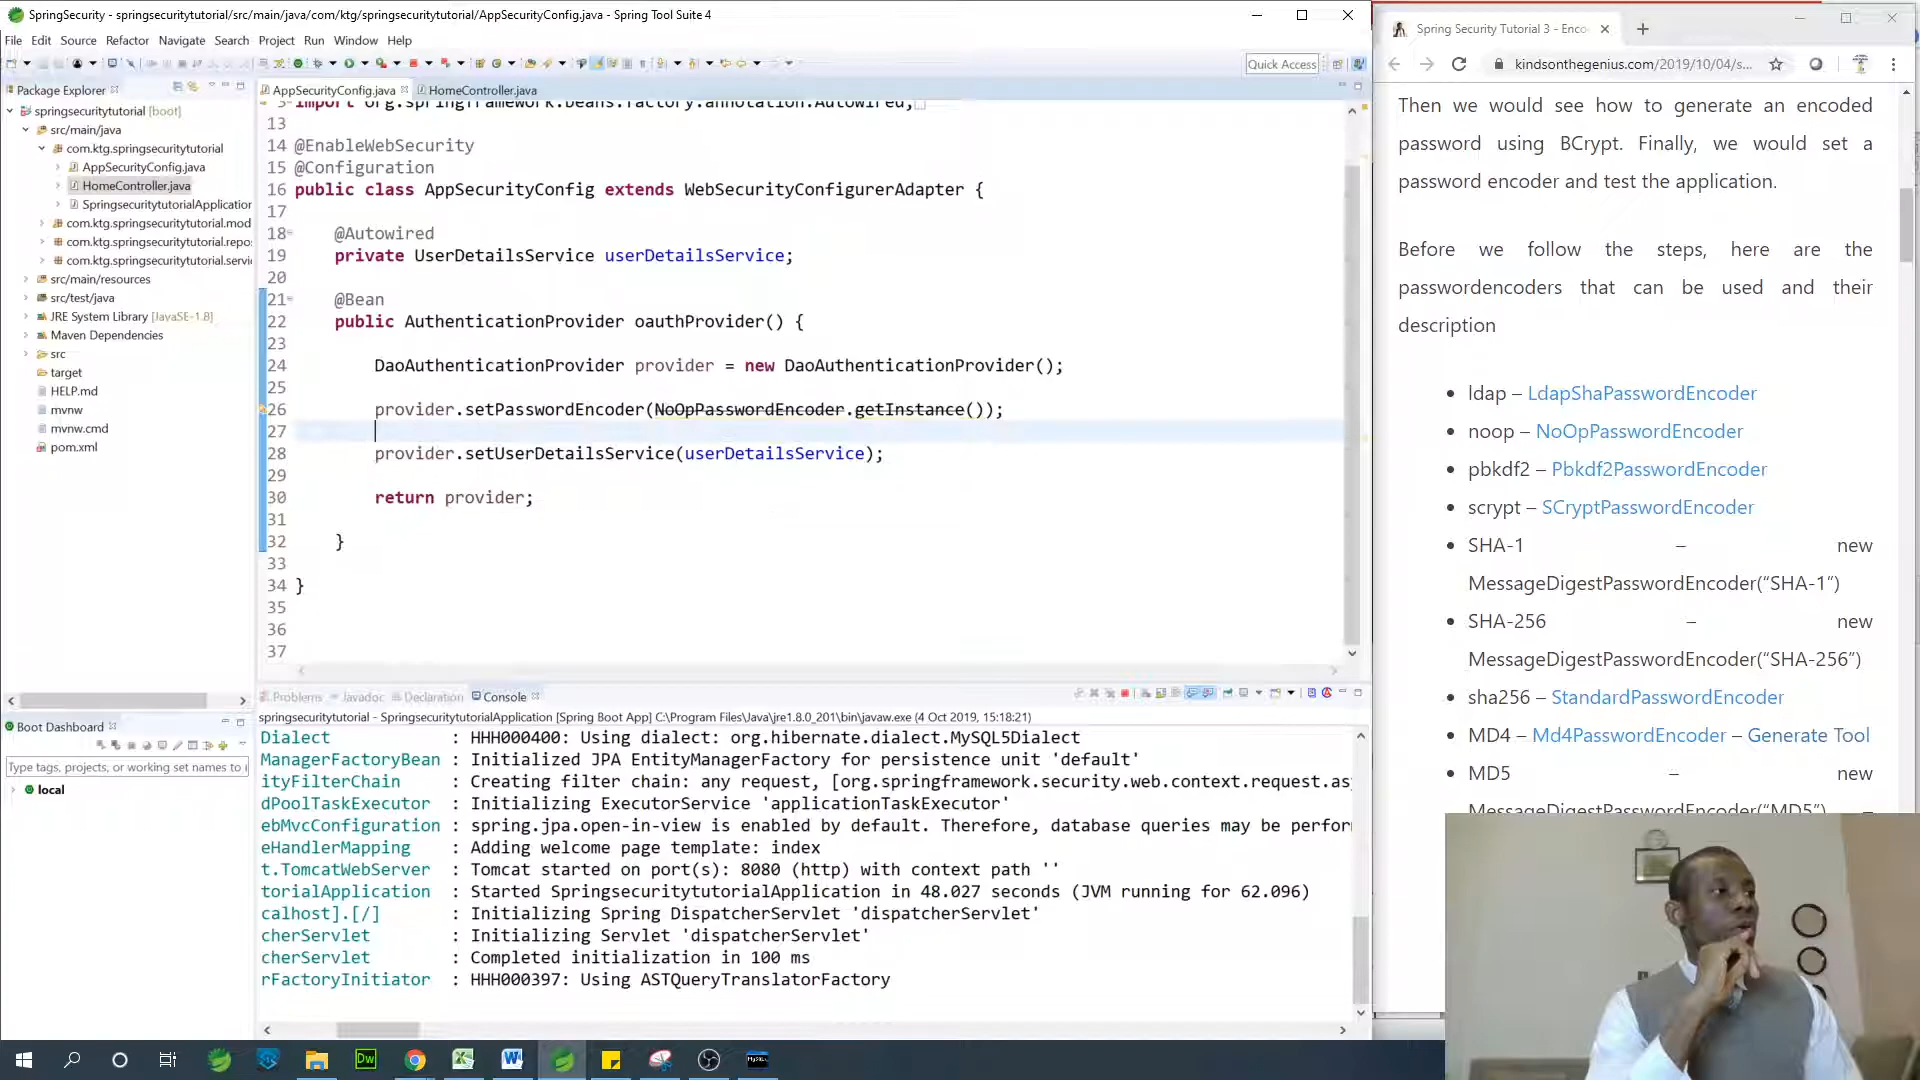 SpringSecurity - springsecuritytutorial/src/main/java/com/ktg/springsecuritytutorial/AppSecurityConfig.java - Spring Tool Suite 4
File Edit Source Refactor Navigate Search Project Run Window Help
Quick Access
Package Explorer
springsecuritytutorial [boot]
src/main/java
com.ktg.springsecuritytutorial
AppSecurityConfig.java
HomeController.java
SpringsecuritytutorialApplication
com.ktg.springsecuritytutorial.mod
com.ktg.springsecuritytutorial.repo
com.ktg.springsecuritytutorial.servi
src/main/resources
src/test/java
JRE System Library [JavaSE-1.8]
Maven Dependencies
src
target
HELP.md
mvnw
mvnw.cmd
pom.xml
Boot Dashboard
Type tags, projects, or working set names to i
local
AppSecurityConfig.java HomeController.java
import org.springframework.beans.factory.annotation.Autowired;
13
14 @EnableWebSecurity
15 @Configuration
16 public class AppSecurityConfig extends WebSecurityConfigurerAdapter {
17
18 @Autowired
19 private UserDetailsService userDetailsService;
20
21 @Bean
22 public AuthenticationProvider oauthProvider() {
23
24 DaoAuthenticationProvider provider = new DaoAuthenticationProvider();
25
26 provider.setPasswordEncoder(NoOpPasswordEncoder.getInstance());
27
28 provider.setUserDetailsService(userDetailsService);
29
30 return provider;
31
32 }
33
34 }
35
36
37
Problems Javadoc Declaration Console
springsecuritytutorial - SpringsecuritytutorialApplication [Spring Boot App] C:\Program Files\Java\jre1.8.0_201\bin\javaw.exe (4 Oct 2019, 15:18:21)
Dialect : HHH000400: Using dialect: org.hibernate.dialect.MySQL5Dialect
ManagerFactoryBean : Initialized JPA EntityManagerFactory for persistence unit 'default'
ityFilterChain : Creating filter chain: any request, [org.springframework.security.web.context.request.as
dPoolTaskExecutor : Initializing ExecutorService 'applicationTaskExecutor'
ebMvcConfiguration : spring.jpa.open-in-view is enabled by default. Therefore, database queries may be perfor
eHandlerMapping : Adding welcome page template: index
t.TomcatWebServer : Tomcat started on port(s): 8080 (http) with context path ''
torialApplication : Started SpringsecuritytutorialApplication in 48.027 seconds (JVM running for 62.096)
calhost].[/] : Initializing Spring DispatcherServlet 'dispatcherServlet'
cherServlet : Initializing Servlet 'dispatcherServlet'
cherServlet : Completed initialization in 100 ms
rFactoryInitiator : HHH000397: Using ASTQueryTranslatorFactory
Spring Security Tutorial 3 - Enco
kindsonthegenius.com/2019/10/04/s...
Then we would see how to generate an encoded
password using BCrypt. Finally, we would set a
password encoder and test the application.
Before we follow the steps, here are the
passwordencoders that can be used and their
description
ldap – LdapShaPasswordEncoder
noop – NoOpPasswordEncoder
pbkdf2 – Pbkdf2PasswordEncoder
scrypt – SCryptPasswordEncoder
SHA-1 – new
MessageDigestPasswordEncoder(“SHA-1”)
SHA-256 – new
MessageDigestPasswordEncoder(“SHA-256”)
sha256 – StandardPasswordEncoder
MD4 – Md4PasswordEncoder – Generate Tool
MD5 – new
MessageDigestPasswordEncoder(“MD5”) –
Dw